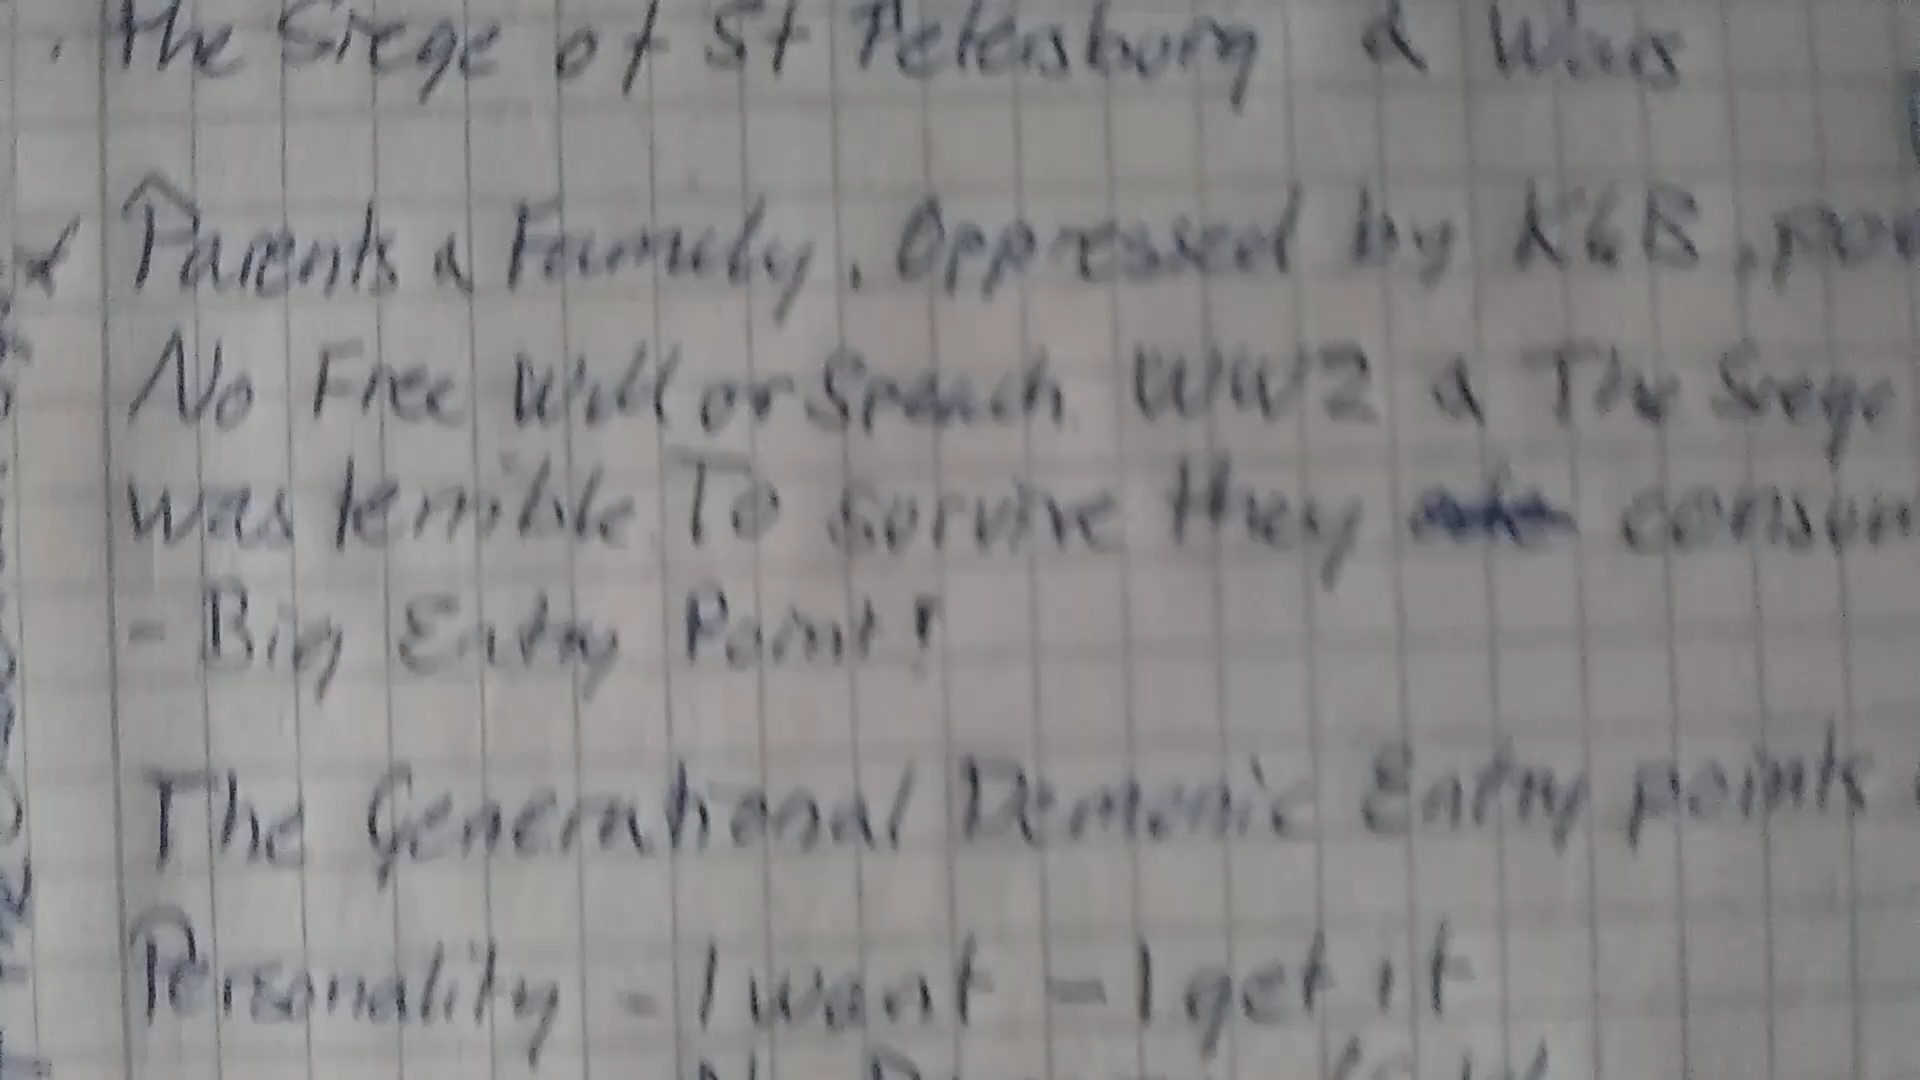 . The Siege of St Petersburg & Wars
& Parents & Family. Oppressed by KGB,
No Free Will or Speach WW2 & The Siege
was terrible To survive they
- Big Entry Point!
The Generational Demonic Entry points
Personality - I want - I get it